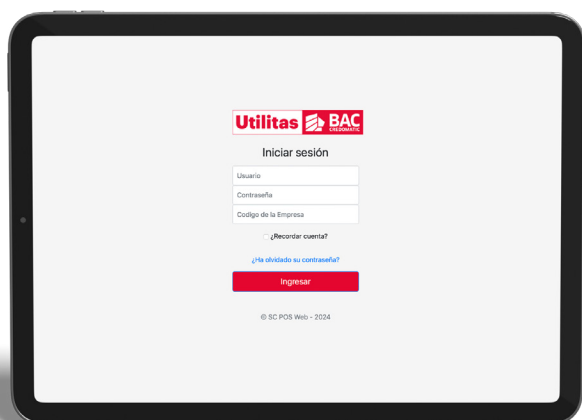 Utilitas BAC
CREDOMATIC
Iniciar sesión
Usuario
Contraseña
Codigo de la Empresa
¿Recordar cuenta?
¿Ha olvidado su contraseña?
Ingresar
© SC POS Web - 2024